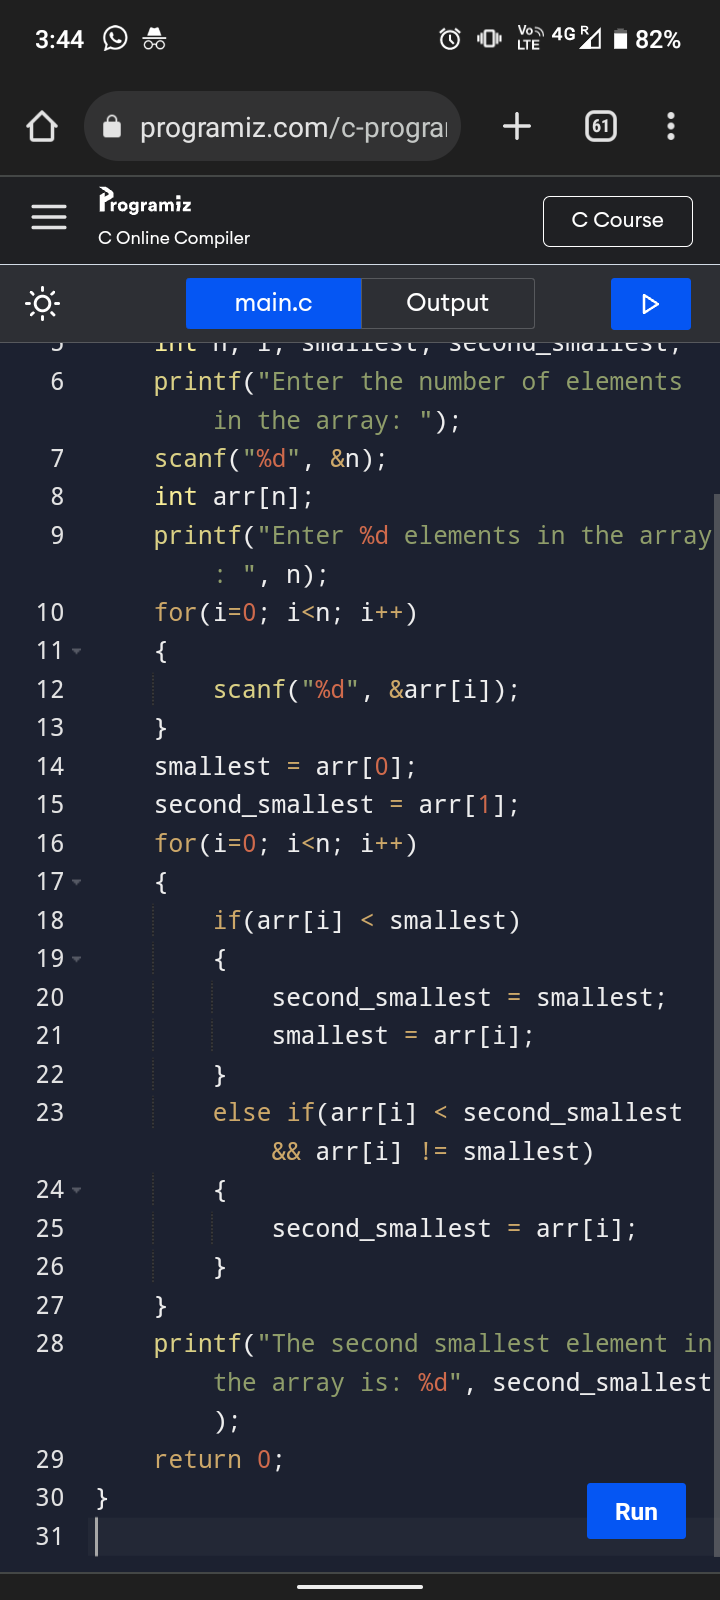 3:44 Vo LTE 4G R 82%
programiz.com/c-progra 61
Programiz
C Online Compiler
C Course
main.c Output
5 int n, i, smallest, second_smallest;
6 printf("Enter the number of elements
in the array: ");
7 scanf("%d", &n);
8 int arr[n];
9 printf("Enter %d elements in the array
: ", n);
10 for(i=0; i<n; i++)
11 {
12 scanf("%d", &arr[i]);
13 }
14 smallest = arr[0];
15 second_smallest = arr[1];
16 for(i=0; i<n; i++)
17 {
18 if(arr[i] < smallest)
19 {
20 second_smallest = smallest;
21 smallest = arr[i];
22 }
23 else if(arr[i] < second_smallest
&& arr[i] != smallest)
24 {
25 second_smallest = arr[i];
26 }
27 }
28 printf("The second smallest element in
the array is: %d", second_smallest
);
29 return 0;
30 }
31
Run